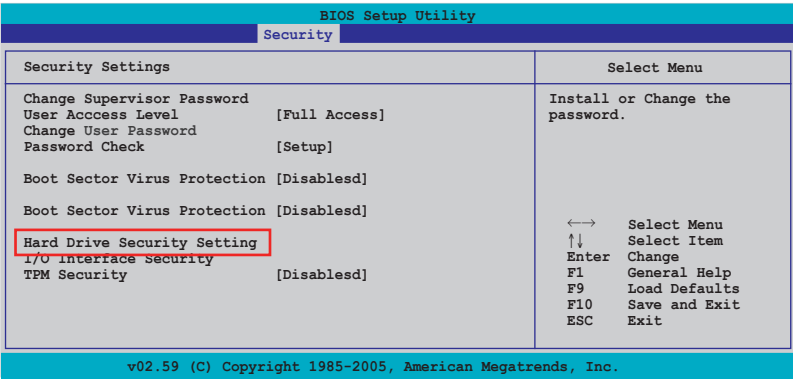 BIOS Setup Utility
Security
Security Settings
Change Supervisor Password
User Acccess Level [Full Access]
Change User Password
Password Check [Setup]
Boot Sector Virus Protection [Disablesd]
Boot Sector Virus Protection [Disablesd]
Hard Drive Security Setting
I/O Interface Security
TPM Security [Disablesd]
Select Menu
Install or Change the
password.
←→ Select Menu
↑↓ Select Item
Enter Change
F1 General Help
F9 Load Defaults
F10 Save and Exit
ESC Exit
v02.59 (C) Copyright 1985-2005, American Megatrends, Inc.